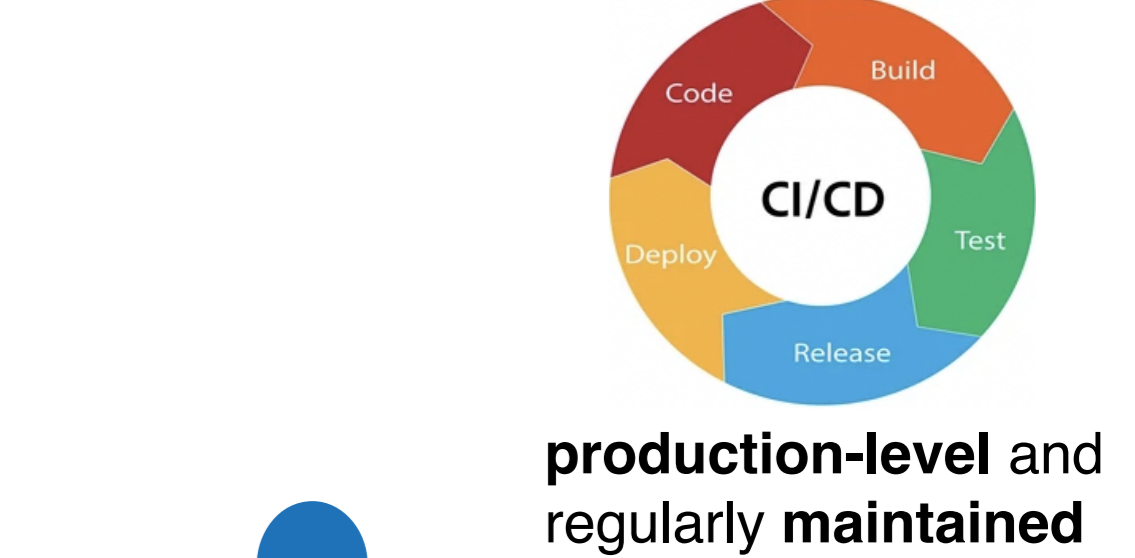 Code
Build
CI/CD
Test
Deploy
Release
production-level and
regularly maintained